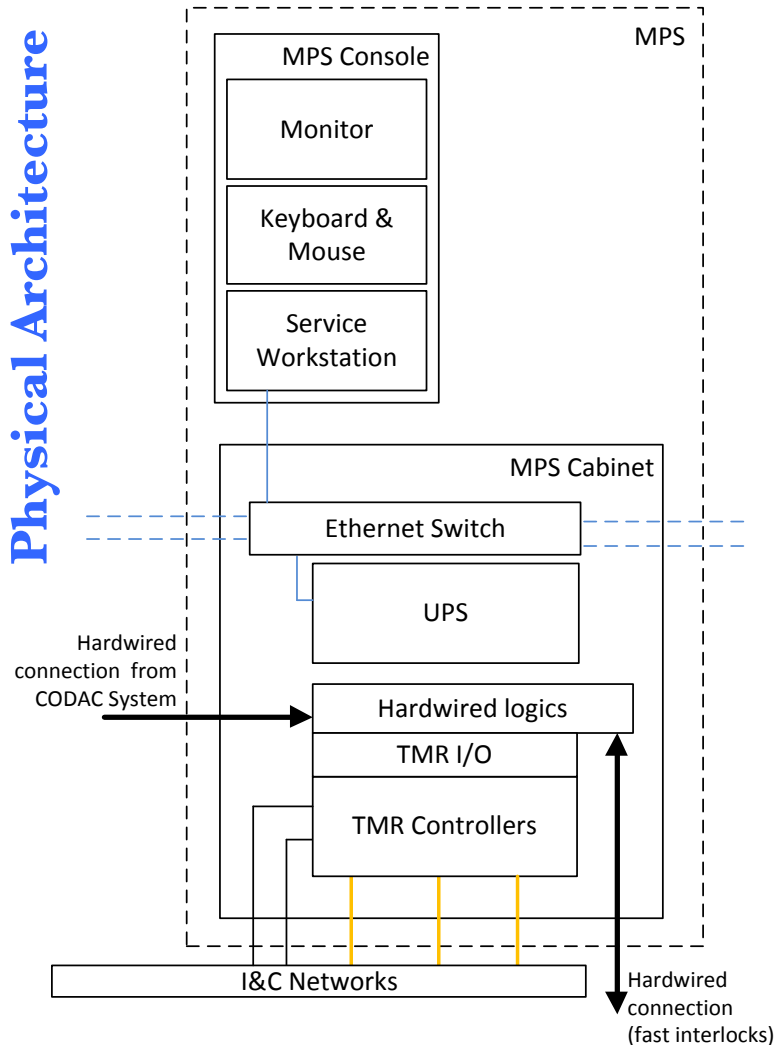 Physical Architecture
MPS
MPS Console
Monitor
Keyboard &
Mouse
Service
Workstation
MPS Cabinet
Ethernet Switch
UPS
Hardwired
connection from
CODAC System
Hardwired logics
TMR I/O
TMR Controllers
I&C Networks
Hardwired
connection
(fast interlocks)